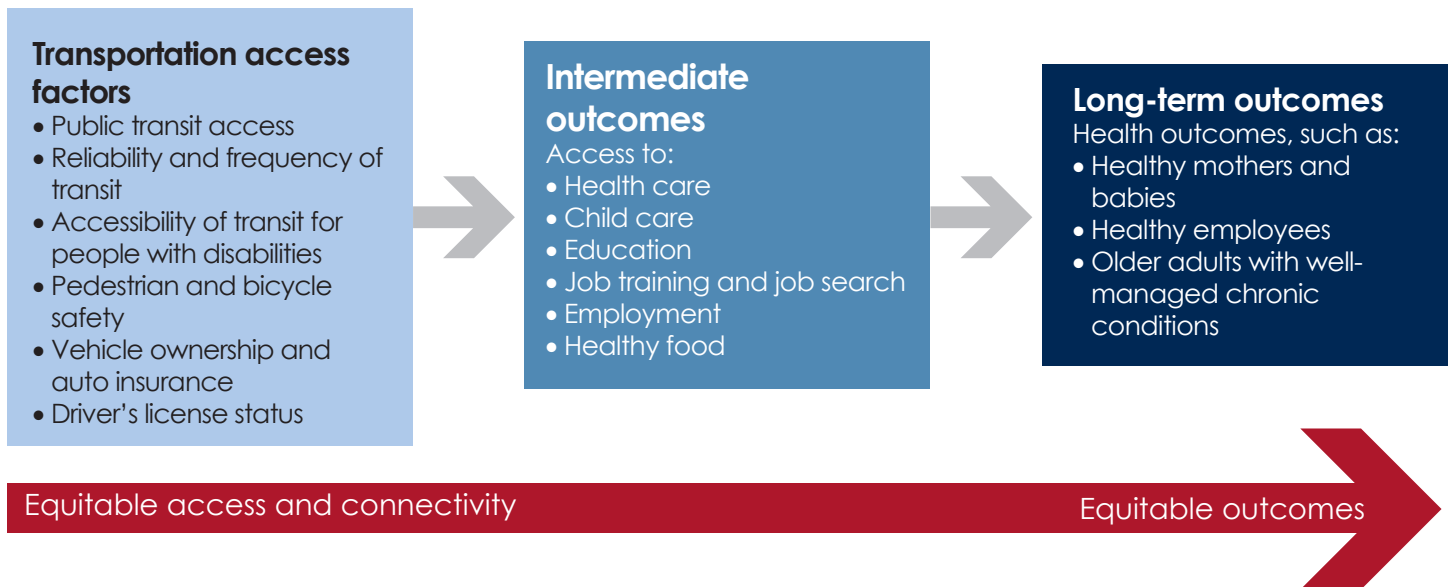 Transportation access
factors
• Public transit access
• Reliability and frequency of
transit
• Accessibility of transit for
people with disabilities
• Pedestrian and bicycle
safety
• Vehicle ownership and
auto insurance
• Driver’s license status
Intermediate
outcomes
Access to:
• Health care
• Child care
• Education
• Job training and job search
• Employment
• Healthy food
Long-term outcomes
Health outcomes, such as:
• Healthy mothers and
babies
• Healthy employees
• Older adults with well-
managed chronic
conditions
Equitable access and connectivity
Equitable outcomes